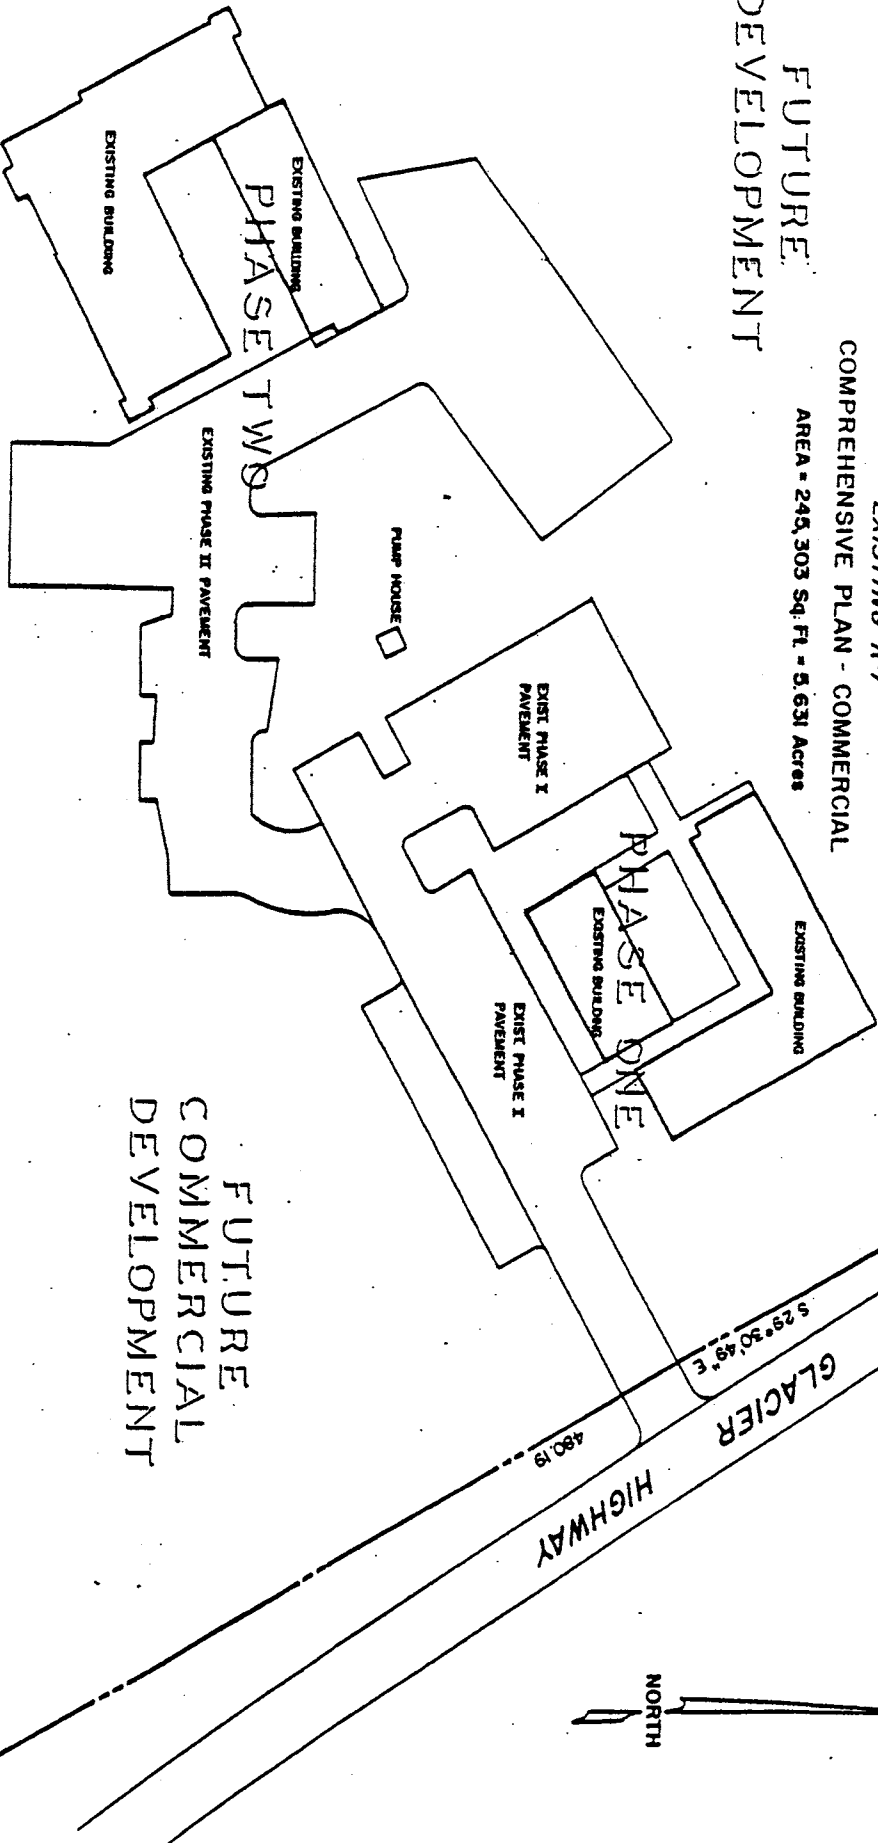 FUTURE
DEVELOPMENT
COMPREHENSIVE PLAN - COMMERCIAL
AREA = 245,303 Sq. Ft. = 5.631 Acres
EXISTING BUILDING
EXISTING BUILDING
PHASE TWO
EXISTING PHASE II PAVEMENT
PUMP HOUSE
EXIST. PHASE I
PAVEMENT
PHASE ONE
EXISTING BUILDING
EXISTING BUILDING
EXIST. PHASE I
PAVEMENT
FUTURE
COMMERCIAL
DEVELOPMENT
S 29° 30' 49" E
480.19
GLACIER HIGHWAY
NORTH